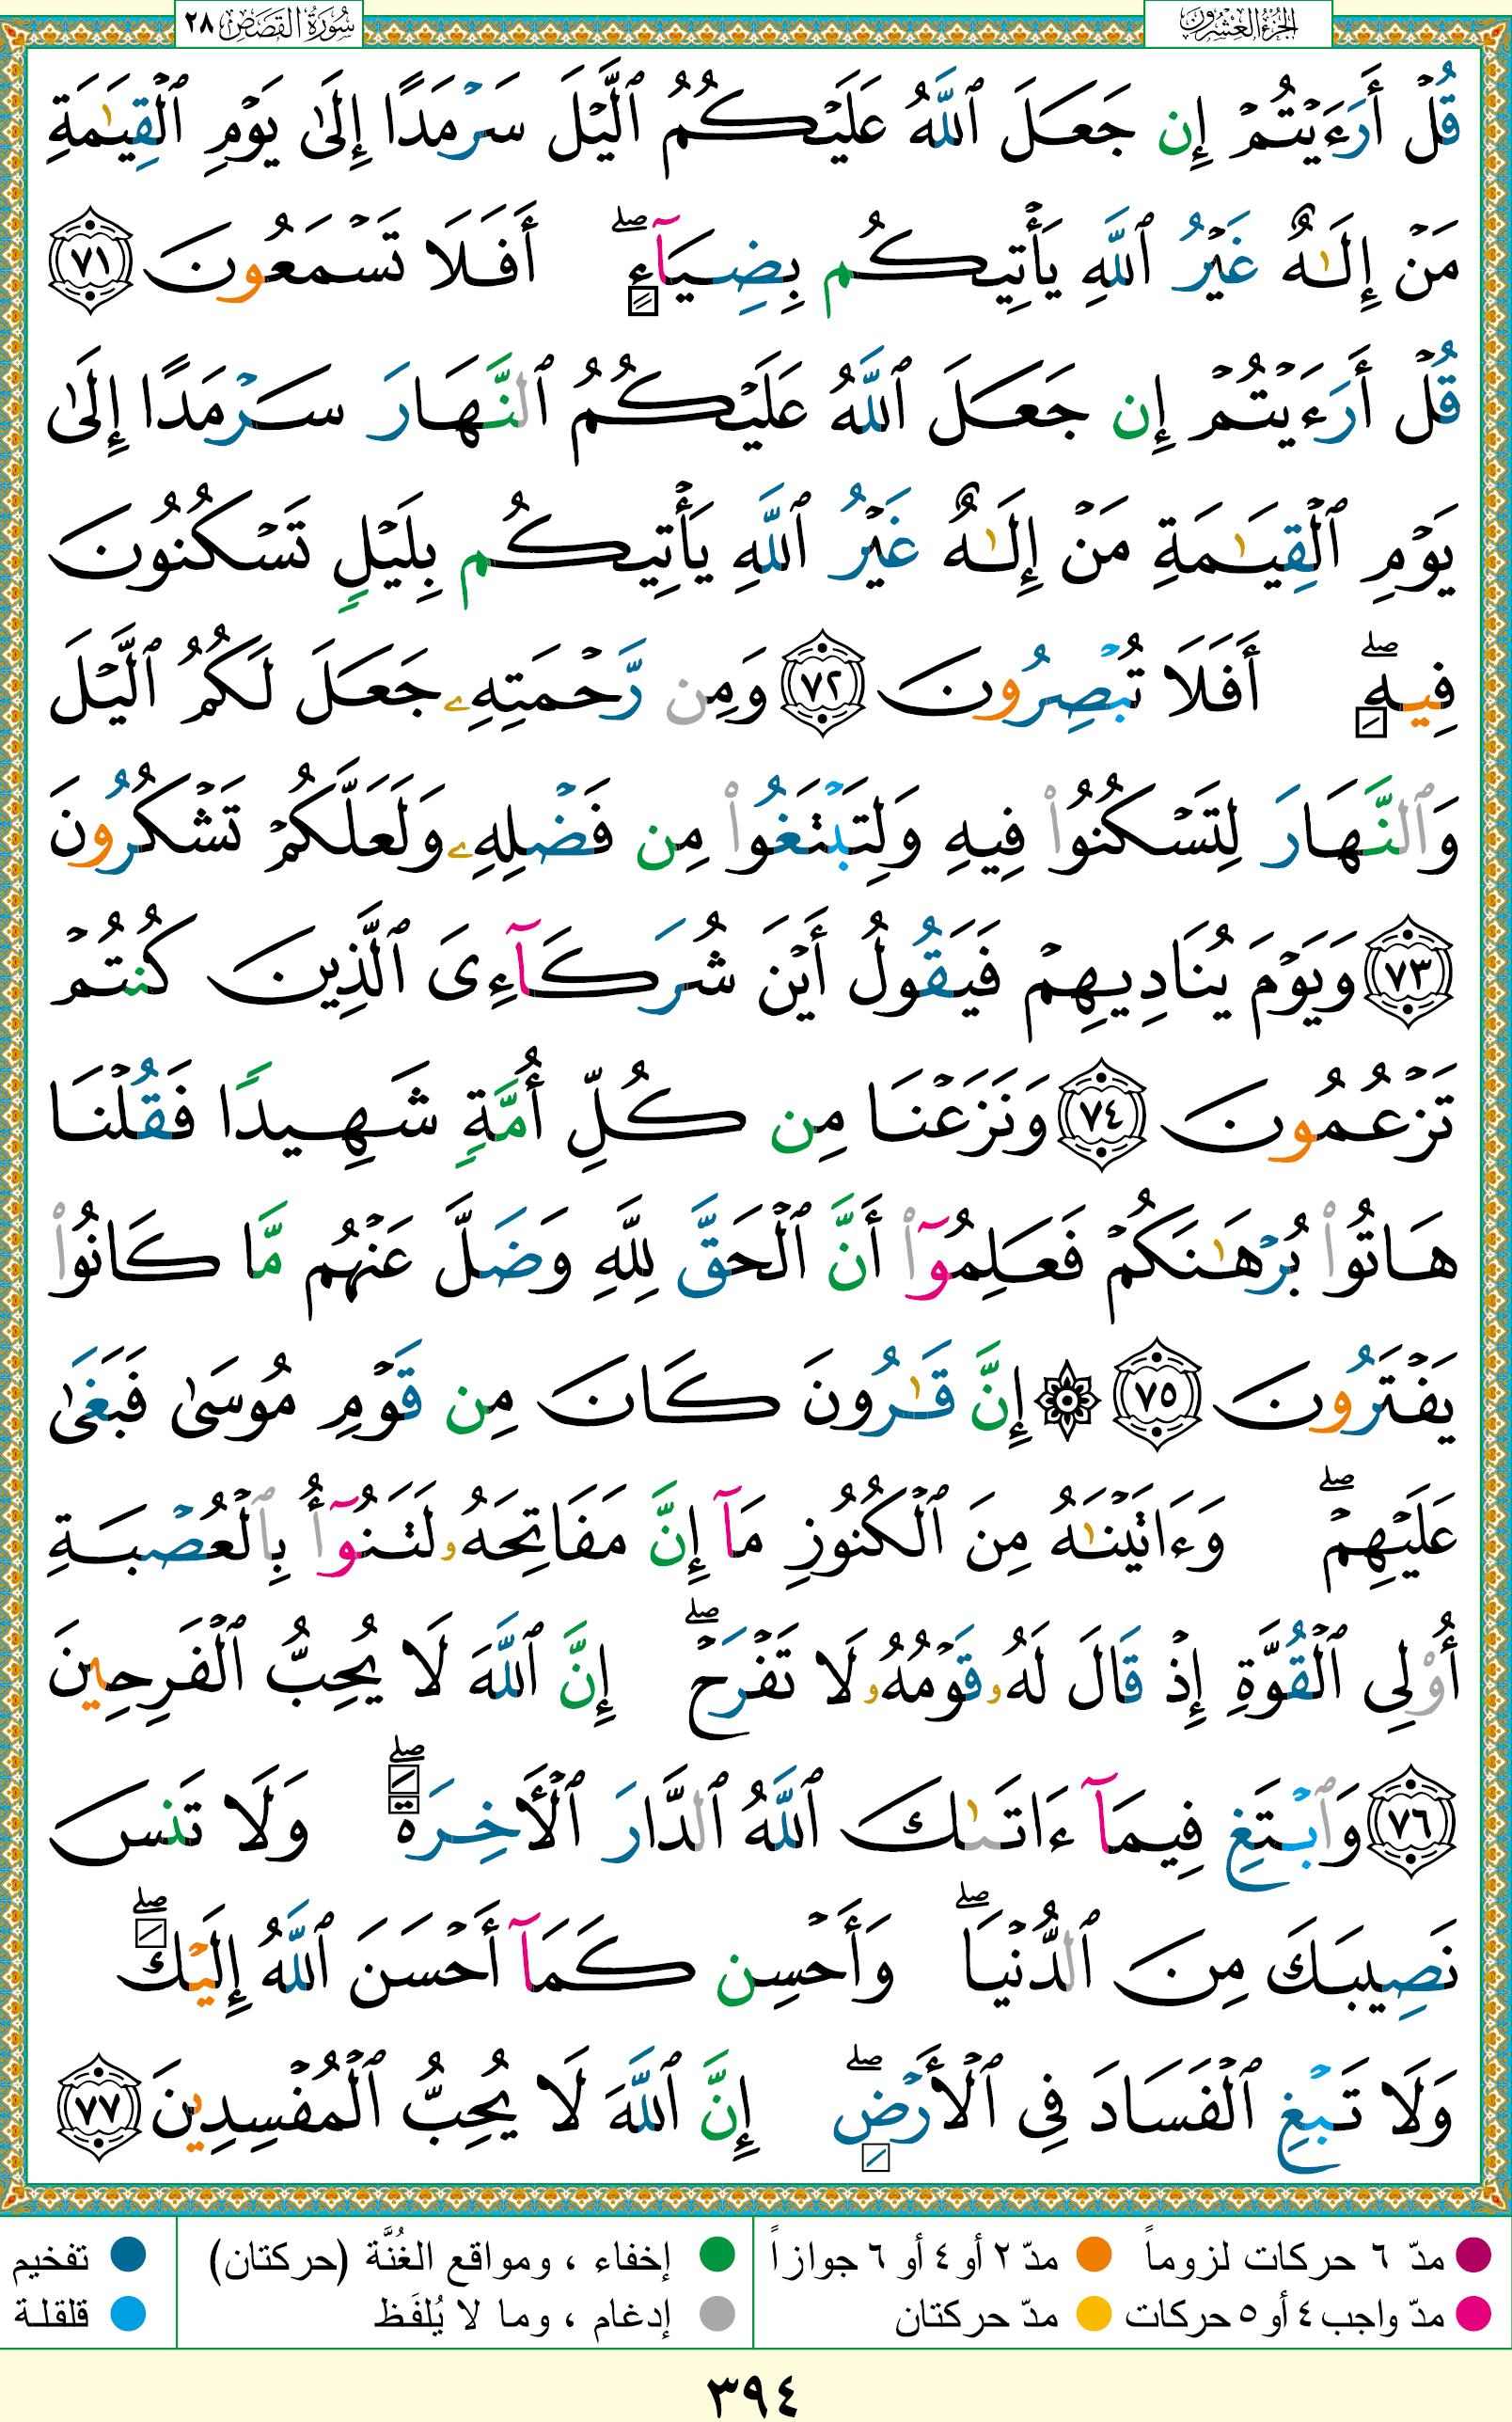 سُورَةُ القَصَصِ ٢٨
الجُزْءُ العِشْرُونَ
قُلْ أَرَءَيْتُمْ إِن جَعَلَ ٱللَّهُ عَلَيْكُمُ ٱلَّيْلَ سَرْمَدًا إِلَىٰ يَوْمِ ٱلْقِيَـٰمَةِ
مَنْ إِلَـٰهٌ غَيْرُ ٱللَّهِ يَأْتِيكُم بِضِيَآءٍ ۖ أَفَلَا تَسْمَعُونَ ٧١
قُلْ أَرَءَيْتُمْ إِن جَعَلَ ٱللَّهُ عَلَيْكُمُ ٱلنَّهَارَ سَرْمَدًا إِلَىٰ
يَوْمِ ٱلْقِيَـٰمَةِ مَنْ إِلَـٰهٌ غَيْرُ ٱللَّهِ يَأْتِيكُم بِلَيْلٍ تَسْكُنُونَ
فِيهِ ۖ أَفَلَا تُبْصِرُونَ ٧٢ وَمِن رَّحْمَتِهِۦ جَعَلَ لَكُمُ ٱلَّيْلَ
وَٱلنَّهَارَ لِتَسْكُنُوا۟ فِيهِ وَلِتَبْتَغُوا۟ مِن فَضْلِهِۦ وَلَعَلَّكُمْ تَشْكُرُونَ
٧٣ وَيَوْمَ يُنَادِيهِمْ فَيَقُولُ أَيْنَ شُرَكَآءِىَ ٱلَّذِينَ كُنتُمْ
تَزْعُمُونَ ٧٤ وَنَزَعْنَا مِن كُلِّ أُمَّةٍ شَهِيدًا فَقُلْنَا
هَاتُوا۟ بُرْهَـٰنَكُمْ فَعَلِمُوٓا۟ أَنَّ ٱلْحَقَّ لِلَّهِ وَضَلَّ عَنْهُم مَّا كَانُوا۟
يَفْتَرُونَ ٧٥ ۞ إِنَّ قَـٰرُونَ كَانَ مِن قَوْمِ مُوسَىٰ فَبَغَىٰ
عَلَيْهِمْ ۖ وَءَاتَيْنَـٰهُ مِنَ ٱلْكُنُوزِ مَآ إِنَّ مَفَاتِحَهُۥ لَتَنُوٓأُ بِٱلْعُصْبَةِ
أُو۟لِى ٱلْقُوَّةِ إِذْ قَالَ لَهُۥ قَوْمُهُۥ لَا تَفْرَحْ ۖ إِنَّ ٱللَّهَ لَا يُحِبُّ ٱلْفَرِحِينَ
٧٦ وَٱبْتَغِ فِيمَآ ءَاتَىٰكَ ٱللَّهُ ٱلدَّارَ ٱلْـَٔاخِرَةَ ۖ وَلَا تَنسَ
نَصِيبَكَ مِنَ ٱلدُّنْيَا ۖ وَأَحْسِن كَمَآ أَحْسَنَ ٱللَّهُ إِلَيْكَ ۖ
وَلَا تَبْغِ ٱلْفَسَادَ فِى ٱلْأَرْضِ ۖ إِنَّ ٱللَّهَ لَا يُحِبُّ ٱلْمُفْسِدِينَ ٧٧
مدّ ٦ حركات لزوماً مدّ ٢ أو ٤ أو ٦ جوازاً إخفاء ، ومواقع الغُنَّة (حركتان) تفخيم
مدّ واجب ٤ أو ٥ حركات مدّ حركتان إدغام ، وما لا يُلفَظ قلقلة
٣٩٤